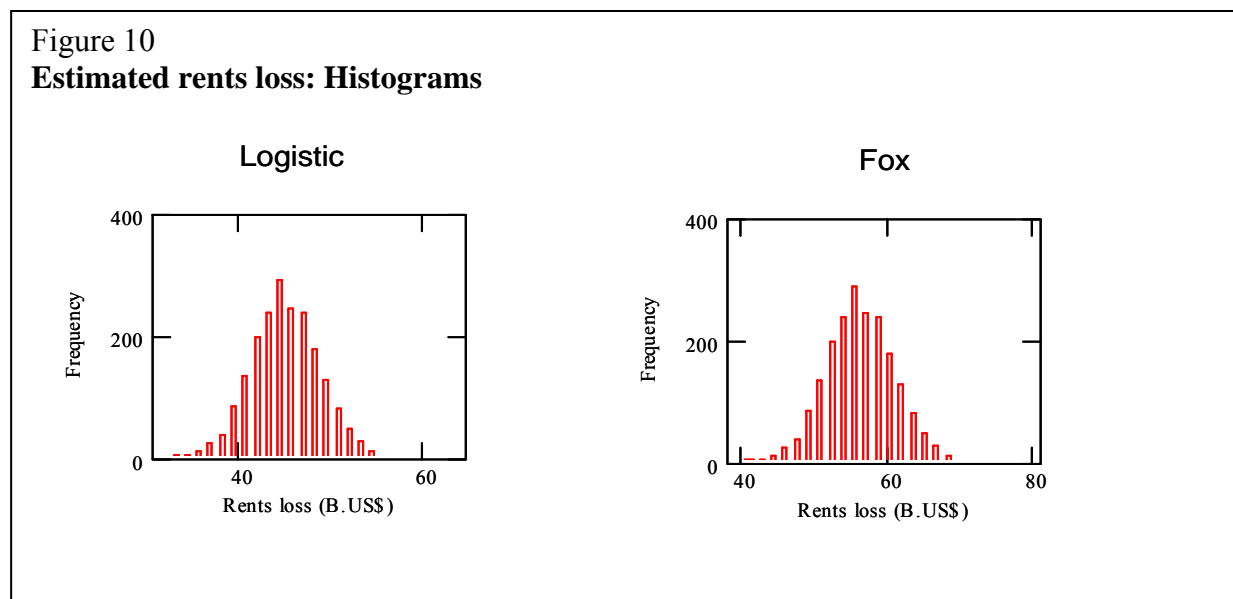 Figure 10
Estimated rents loss: Histograms
Logistic
400
200
0
Frequency
40
60
Rents loss (B.US$)
Fox
400
200
0
Frequency
40
60
80
Rents loss (B.US$)